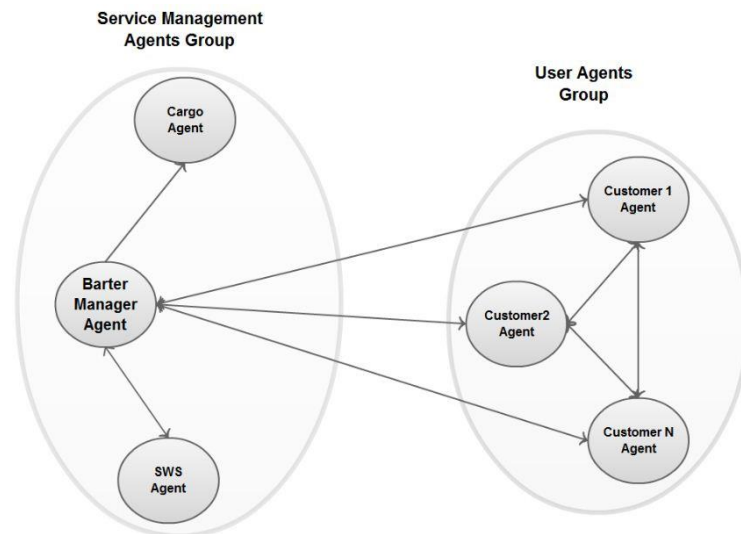 Service Management
Agents Group
Cargo
Agent
Barter
Manager
Agent
SWS
Agent
User Agents
Group
Customer 1
Agent
Customer2
Agent
Customer N
Agent